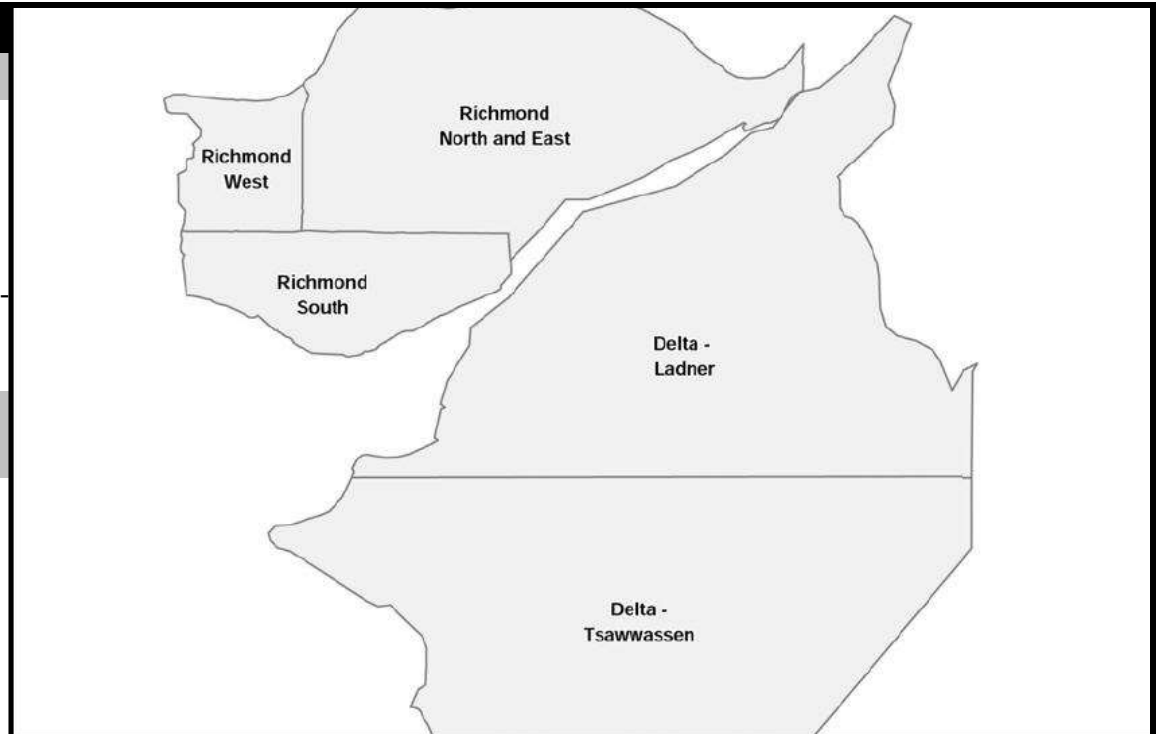 Richmond
North and East
Richmond
West
Richmond
South
Delta -
Ladner
Delta -
Tsawwassen